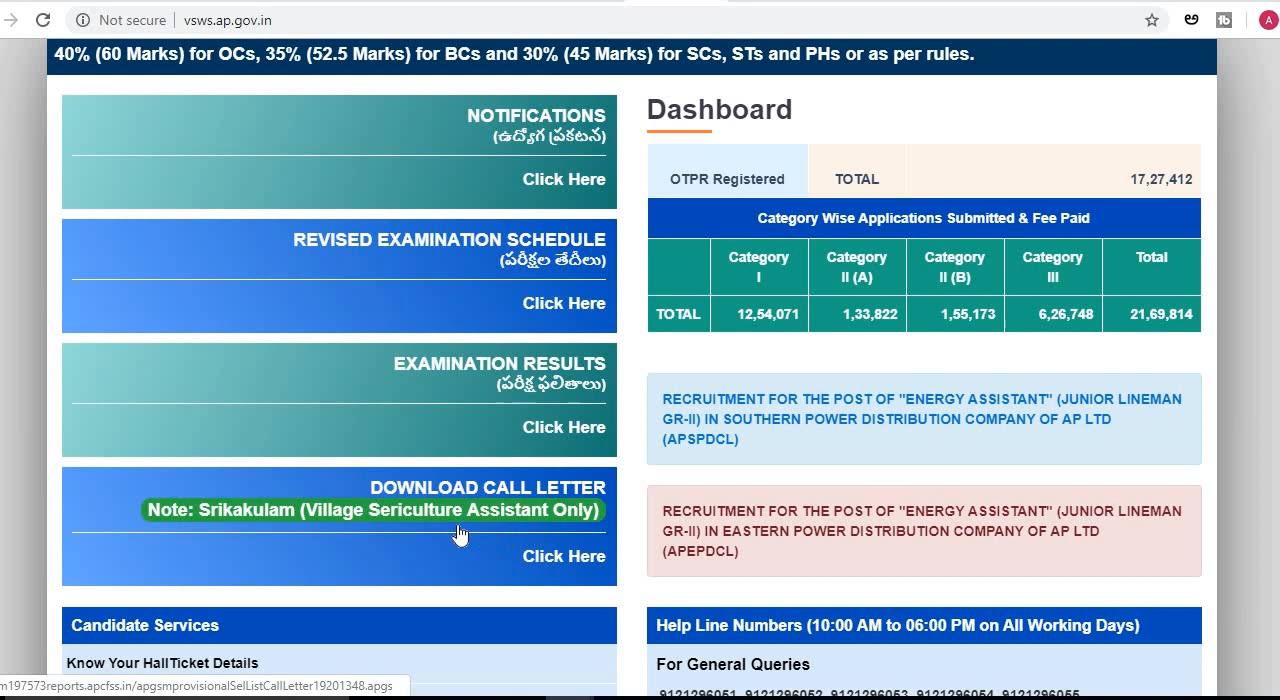 Not secure
vsws.ap.gov.in
A
40% (60 Marks) for OCs, 35% (52.5 Marks) for BCs and 30% (45 Marks) for SCs, STs and PHs or as per rules.
NOTIFICATIONS
(ఉద్యోగ ప్రకటన)
Click Here
REVISED EXAMINATION SCHEDULE
(పరీక్షల తేదీలు)
Click Here
EXAMINATION RESULTS
(పరీక్ష ఫలితాలు)
Click Here
DOWNLOAD CALL LETTER
Note: Srikakulam (Village Sericulture Assistant Only)
Click Here
Candidate Services
Know Your HallTicket Details
m197573reports.apcfss.in/apgsmprovisionalSelListCallLetter19201348.apgs
Dashboard
OTPR Registered TOTAL 17,27,412
Category Wise Applications Submitted & Fee Paid
Category Category Category Category Total
I II (A) II (B) III
TOTAL 12,54,071 1,33,822 1,55,173 6,26,748 21,69,814
RECRUITMENT FOR THE POST OF "ENERGY ASSISTANT" (JUNIOR LINEMAN
GR-II) IN SOUTHERN POWER DISTRIBUTION COMPANY OF AP LTD
(APSPDCL)
RECRUITMENT FOR THE POST OF "ENERGY ASSISTANT" (JUNIOR LINEMAN
GR-II) IN EASTERN POWER DISTRIBUTION COMPANY OF AP LTD
(APEPDCL)
Help Line Numbers (10:00 AM to 06:00 PM on All Working Days)
For General Queries
9121296051, 9121296052, 9121296053, 9121296054, 9121296055